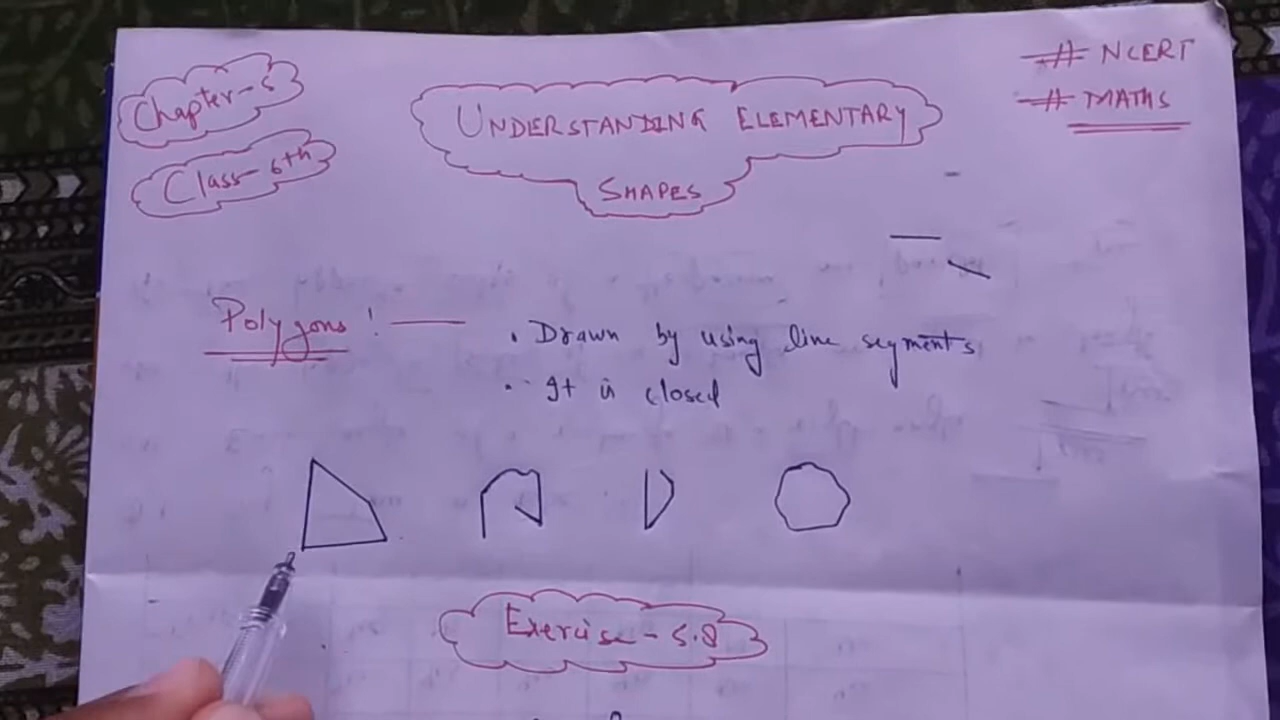 Chapter-5
Class-6th
UNDERSTANDING ELEMENTARY
SHAPES
# NCERT
# MATHS
Polygons :—
• Drawn by using line segments
• It is closed
Exercise-5.8